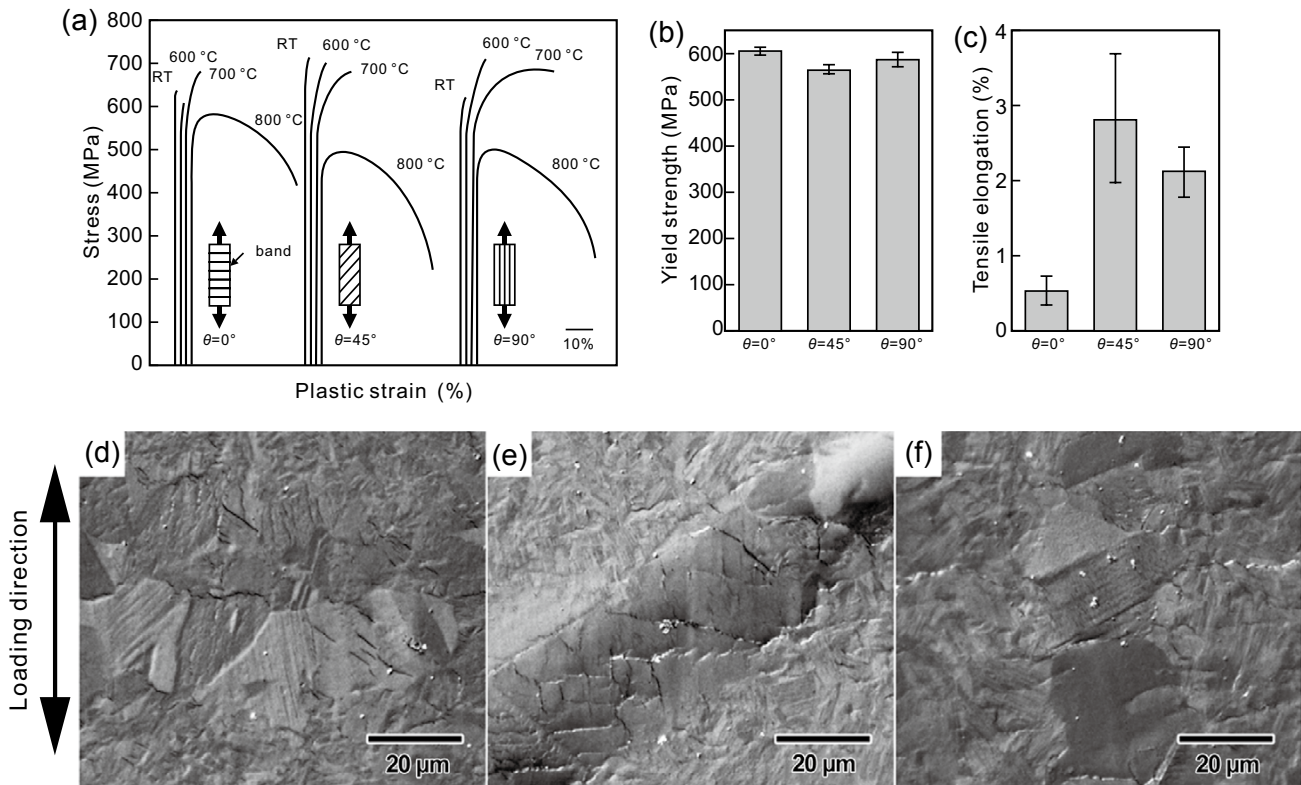 (a)
800
700
600
500
400
300
200
100
0
Stress (MPa)
Plastic strain (%)
RT
600 °C
700 °C
800 °C
RT
600 °C
700 °C
800 °C
RT
600 °C
700 °C
800 °C
band
θ=0°
θ=45°
θ=90°
10%
(b)
600
500
400
300
200
100
0
Yield strength (MPa)
θ=0°
θ=45°
θ=90°
(c)
4
3
2
1
0
Tensile elongation (%)
θ=0°
θ=45°
θ=90°
Loading direction
(d)
20 μm
(e)
20 μm
(f)
20 μm